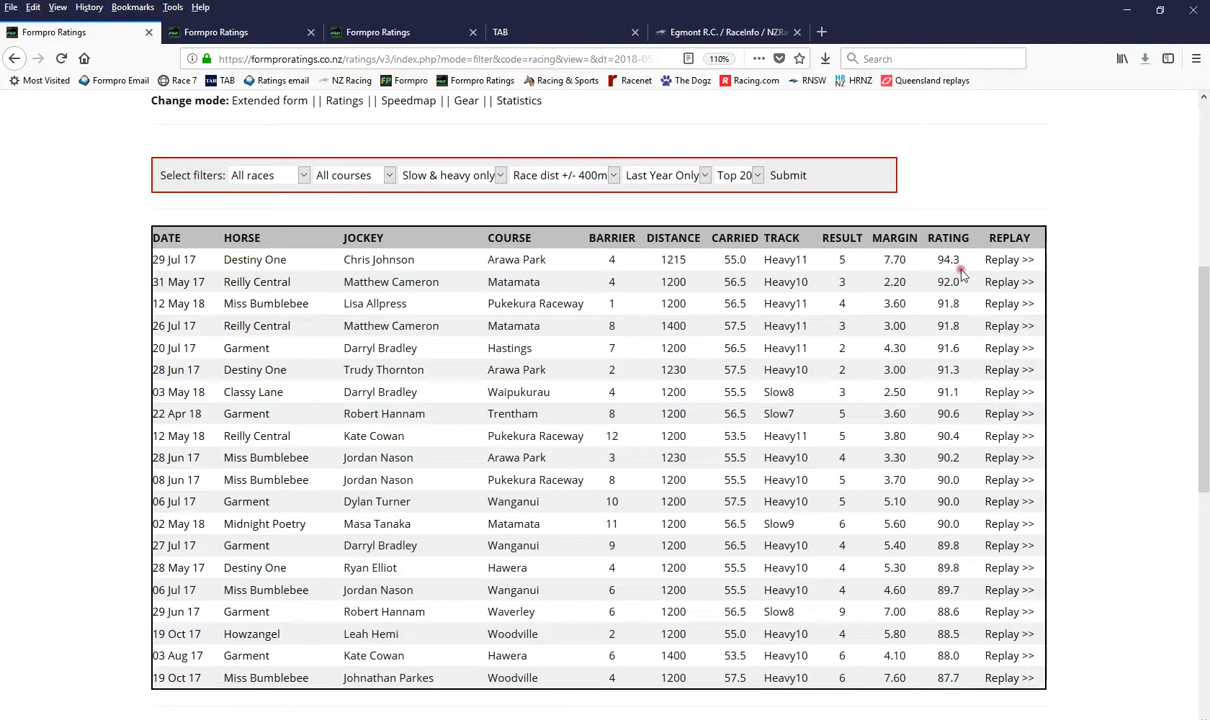 File Edit View History Bookmarks Tools Help
Formpro Ratings Formpro Ratings Formpro Ratings TAB Egmont R.C. / RaceInfo / NZRa
https://formproratings.co.nz/ratings/v3/index.php?mode=filter&code=racing&view=&dt=2018-05- 110% Search
Most Visited Formpro Email Race 7 TAB Ratings email NZ Racing Formpro Formpro Ratings Racing & Sports Racenet The Dogz Racing.com RNSW HRNZ Queensland replays
Change mode: Extended form || Ratings || Speedmap || Gear || Statistics
Select filters: All races All courses Slow & heavy only Race dist +/- 400m Last Year Only Top 20 Submit
DATE HORSE JOCKEY COURSE BARRIER DISTANCE CARRIED TRACK RESULT MARGIN RATING REPLAY
29 Jul 17 Destiny One Chris Johnson Arawa Park 4 1215 55.0 Heavy11 5 7.70 94.3 Replay >>
31 May 17 Reilly Central Matthew Cameron Matamata 4 1200 56.5 Heavy10 3 2.20 92.0 Replay >>
12 May 18 Miss Bumblebee Lisa Allpress Pukekura Raceway 1 1200 56.5 Heavy11 4 3.60 91.8 Replay >>
26 Jul 17 Reilly Central Matthew Cameron Matamata 8 1400 57.5 Heavy11 3 3.00 91.8 Replay >>
20 Jul 17 Garment Darryl Bradley Hastings 7 1200 56.5 Heavy11 2 4.30 91.6 Replay >>
28 Jun 17 Destiny One Trudy Thornton Arawa Park 2 1230 57.5 Heavy10 2 3.00 91.3 Replay >>
03 May 18 Classy Lane Darryl Bradley Waipukurau 4 1200 55.5 Slow8 3 2.50 91.1 Replay >>
22 Apr 18 Garment Robert Hannam Trentham 8 1200 56.5 Slow7 5 3.60 90.6 Replay >>
12 May 18 Reilly Central Kate Cowan Pukekura Raceway 12 1200 53.5 Heavy11 5 3.80 90.4 Replay >>
28 Jun 17 Miss Bumblebee Jordan Nason Arawa Park 3 1230 55.5 Heavy10 4 3.30 90.2 Replay >>
08 Jun 17 Miss Bumblebee Jordan Nason Pukekura Raceway 8 1200 55.5 Heavy10 5 3.70 90.0 Replay >>
06 Jul 17 Garment Dylan Turner Wanganui 10 1200 57.5 Heavy10 4 5.10 90.0 Replay >>
02 May 18 Midnight Poetry Masa Tanaka Matamata 11 1200 56.5 Slow9 6 5.60 90.0 Replay >>
27 Jul 17 Garment Darryl Bradley Wanganui 9 1200 56.5 Heavy10 4 5.40 89.8 Replay >>
28 May 17 Destiny One Ryan Elliot Hawera 4 1200 55.5 Heavy10 4 5.30 89.8 Replay >>
06 Jul 17 Miss Bumblebee Jordan Nason Wanganui 6 1200 55.5 Heavy10 4 4.60 89.7 Replay >>
29 Jun 17 Garment Robert Hannam Waverley 6 1200 56.5 Slow8 9 7.00 88.6 Replay >>
19 Oct 17 Howzangel Leah Hemi Woodville 2 1200 55.0 Heavy10 4 5.80 88.5 Replay >>
03 Aug 17 Garment Kate Cowan Hawera 6 1400 53.5 Heavy10 6 4.10 88.0 Replay >>
19 Oct 17 Miss Bumblebee Johnathan Parkes Woodville 4 1200 57.5 Heavy10 6 7.60 87.7 Replay >>